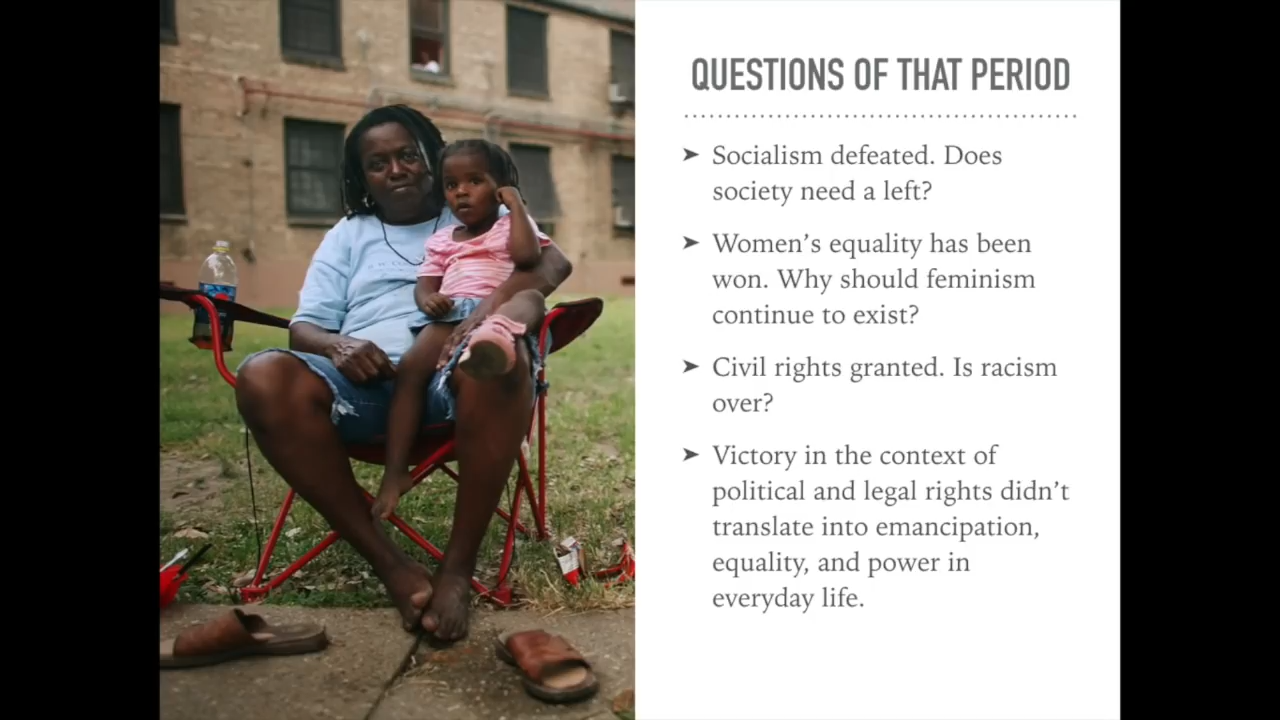 QUESTIONS OF THAT PERIOD
➤ Socialism defeated. Does
society need a left?
➤ Women’s equality has been
won. Why should feminism
continue to exist?
➤ Civil rights granted. Is racism
over?
➤ Victory in the context of
political and legal rights didn’t
translate into emancipation,
equality, and power in
everyday life.